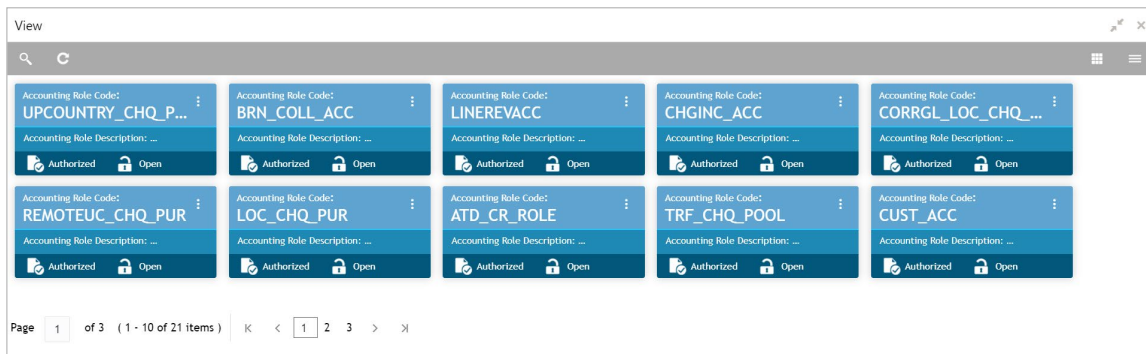 View
Accounting Role Code:
UPCOUNTRY_CHQ_P...
Accounting Role Description: ...
Authorized Open
Accounting Role Code:
BRN_COLL_ACC
Accounting Role Description: ...
Authorized Open
Accounting Role Code:
LINEREVACC
Accounting Role Description: ...
Authorized Open
Accounting Role Code:
CHGINC_ACC
Accounting Role Description: ...
Authorized Open
Accounting Role Code:
CORRGL_LOC_CHQ_...
Accounting Role Description: ...
Authorized Open
Accounting Role Code:
REMOTEUC_CHQ_PUR
Accounting Role Description: ...
Authorized Open
Accounting Role Code:
LOC_CHQ_PUR
Accounting Role Description: ...
Authorized Open
Accounting Role Code:
ATD_CR_ROLE
Accounting Role Description: ...
Authorized Open
Accounting Role Code:
TRF_CHQ_POOL
Accounting Role Description: ...
Authorized Open
Accounting Role Code:
CUST_ACC
Accounting Role Description: ...
Authorized Open
Page 1 of 3 ( 1 - 10 of 21 items ) 1 2 3